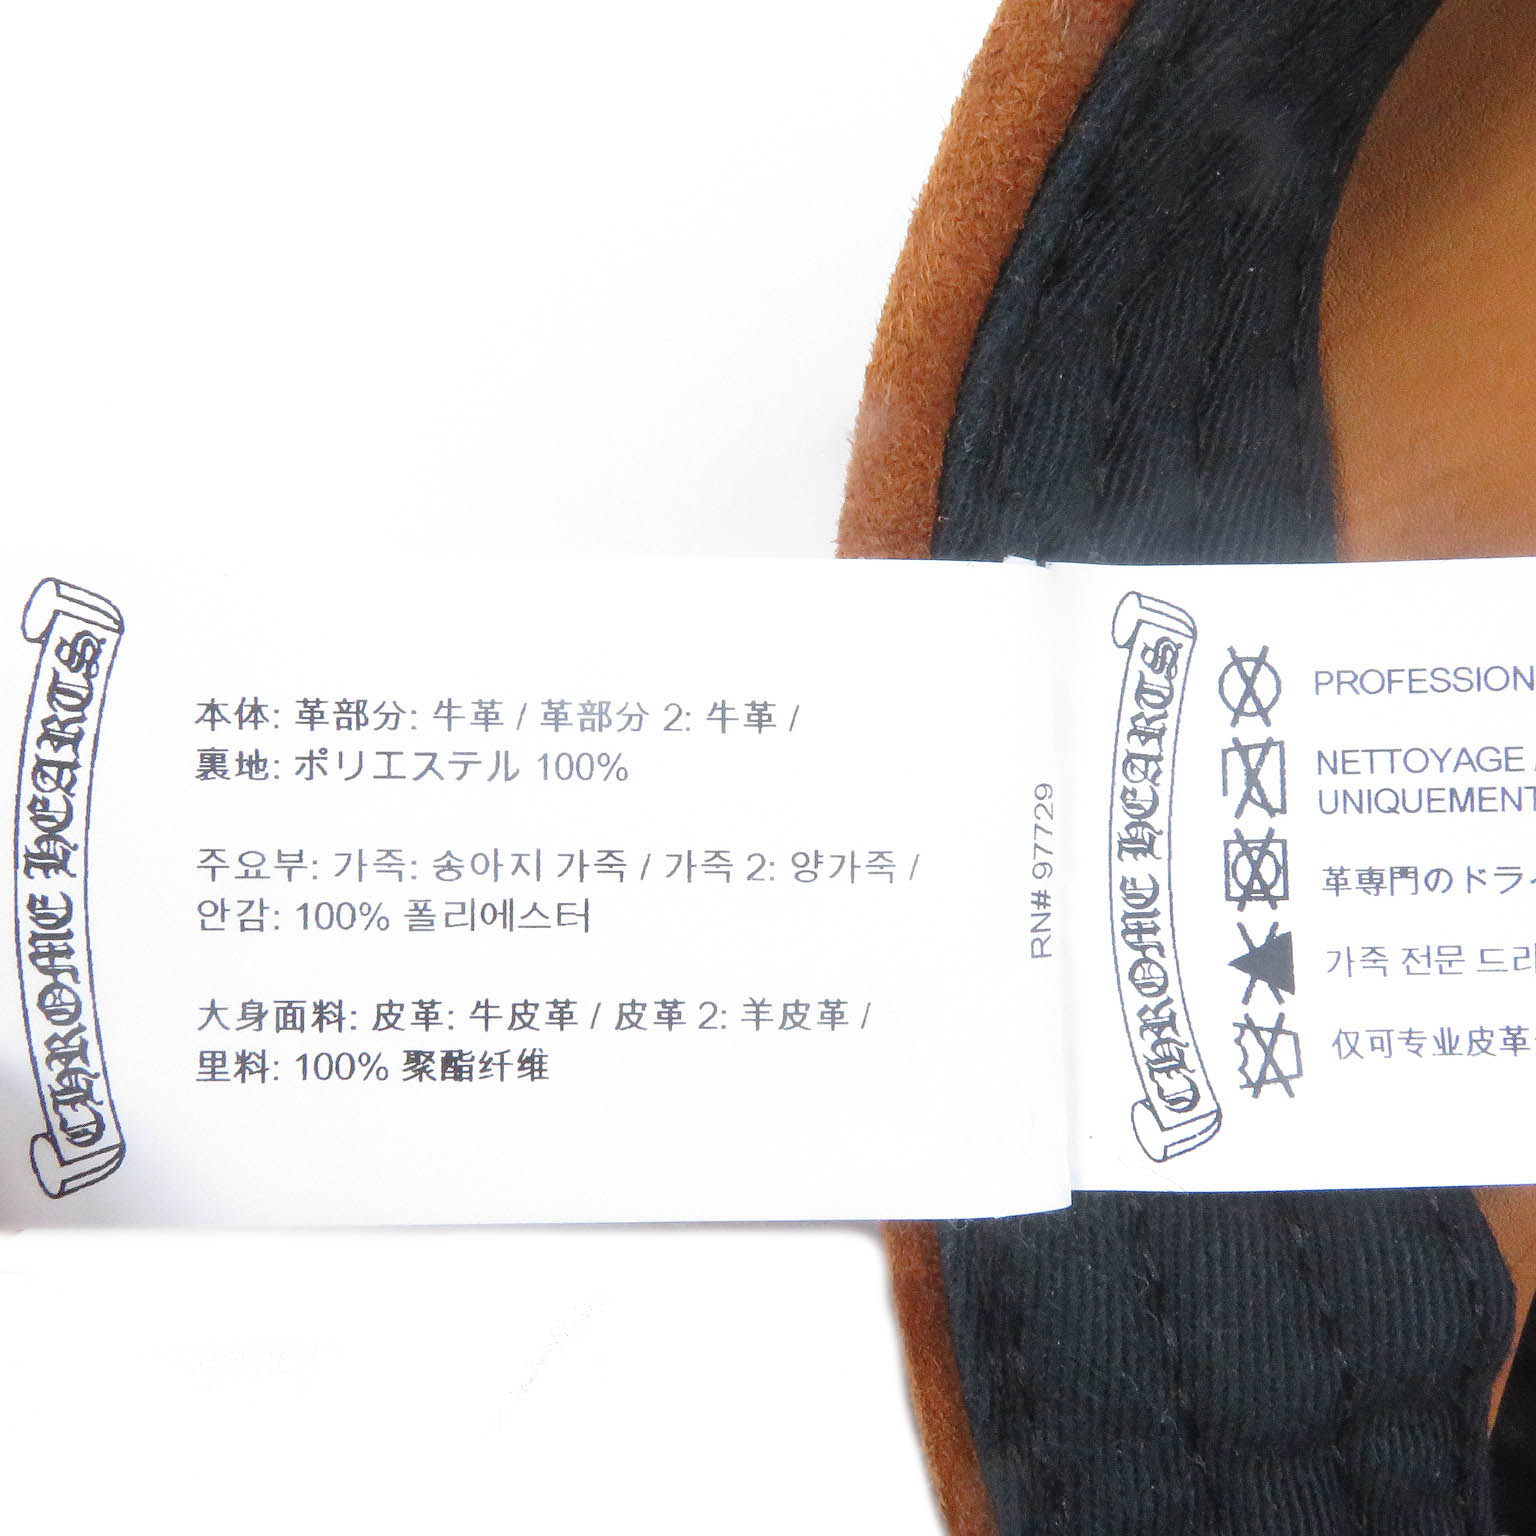 CHROME HEARTS
本体: 革部分: 牛革 / 革部分 2: 牛革 /
裏地: ポリエステル 100%
주요부: 가죽: 송아지 가죽 / 가죽 2: 양가죽 /
안감: 100% 폴리에스터
大身面料: 皮革: 牛皮革 / 皮革 2: 羊皮革 /
里料: 100% 聚酯纤维
RN# 97729
CHROME HEARTS
PROFESSION
NETTOYAGE
UNIQUEMENT
革専門のドラ
가죽 전문 드라
仅可专业皮革